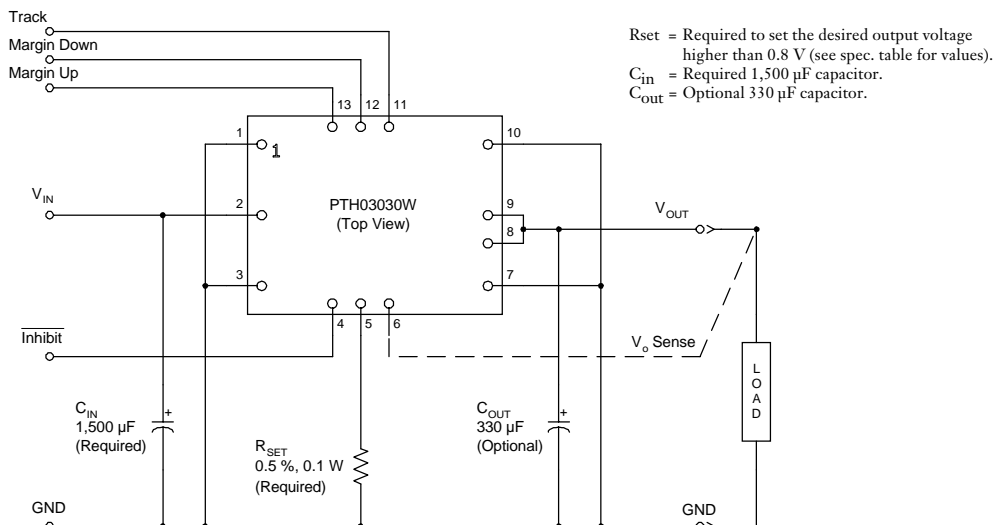 Track
Margin Down
Margin Up
Rset = Required to set the desired output voltage
higher than 0.8 V (see spec. table for values).
Cin = Required 1,500 µF capacitor.
Cout = Optional 330 µF capacitor.
13 12 11
1
1
10
VIN
2
PTH03030W
(Top View)
9
8
VOUT
3
7
4 5 6
Inhibit
Vo Sense
LOAD
CIN
1,500 µF
(Required)
+
RSET
0.5 %, 0.1 W
(Required)
COUT
330 µF
(Optional)
+
GND
GND